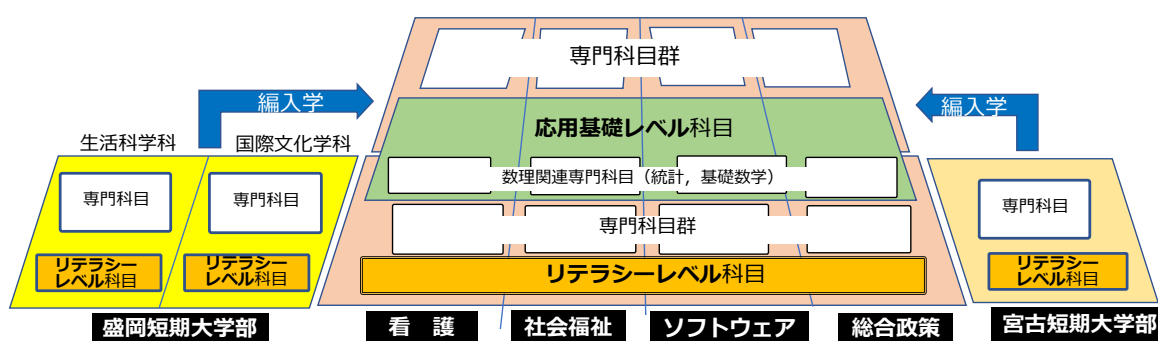 専門科目群
編入学
編入学
応用基礎レベル科目
生活科学科
国際文化学科
数理関連専門科目（統計，基礎数学）
専門科目
専門科目
専門科目
専門科目群
リテラシー
レベル科目
リテラシー
レベル科目
リテラシーレベル科目
リテラシー
レベル科目
盛岡短期大学部
看　護
社会福祉
ソフトウェア
総合政策
宮古短期大学部